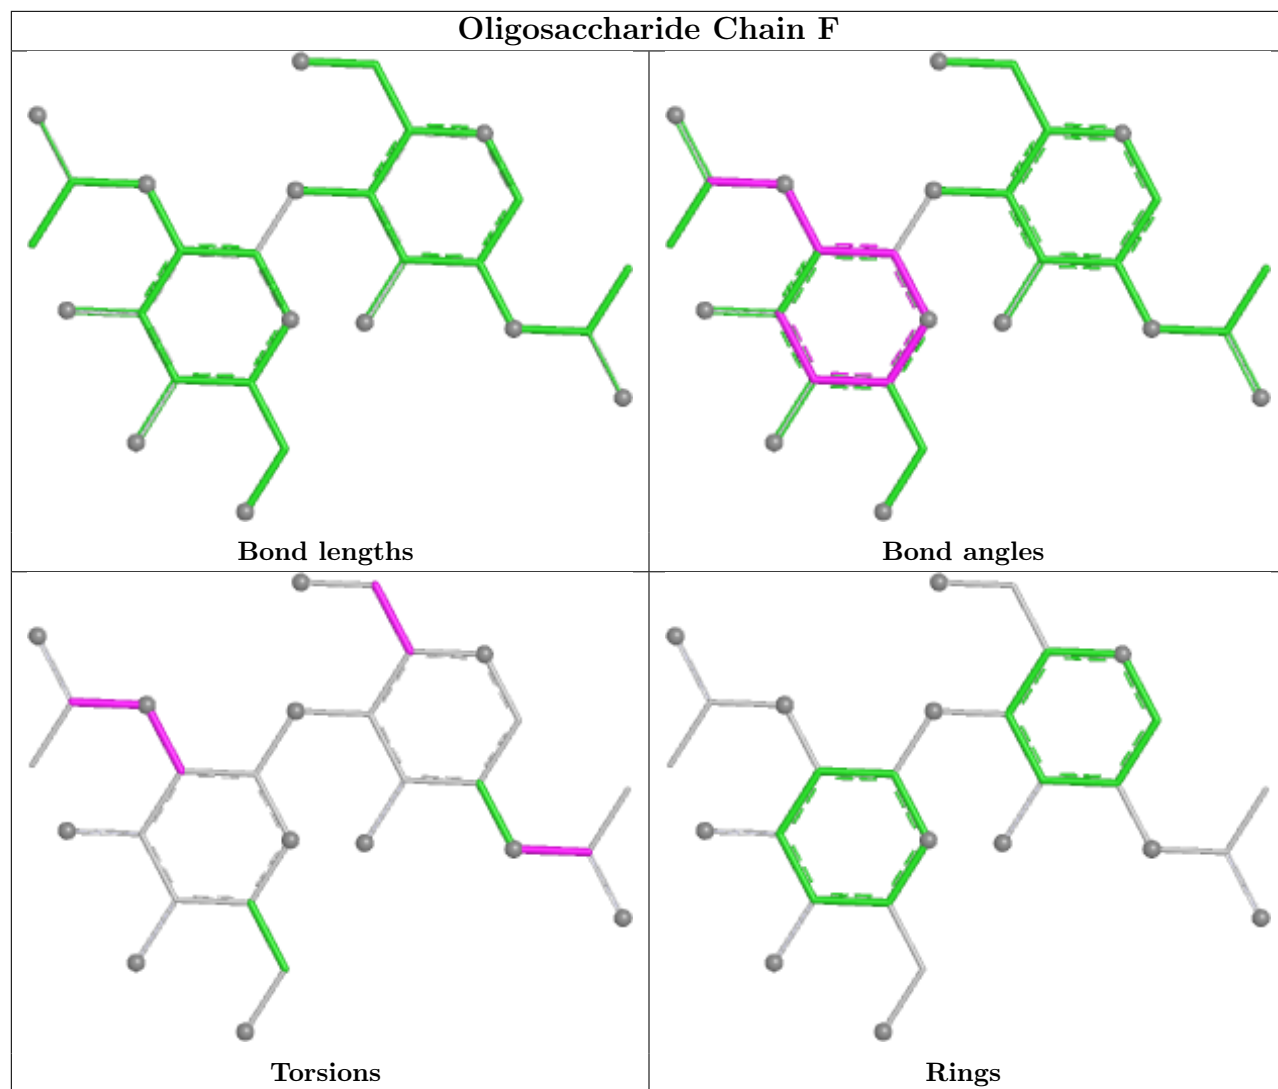 Oligosaccharide Chain F
Bond lengths
Bond angles
Torsions
Rings